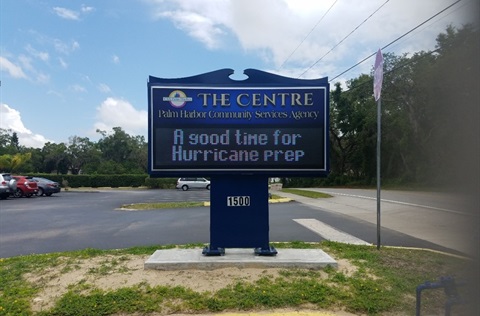 THE CENTRE
Palm Harbor Community Services Agency
A good time for
Hurricane prep
1500